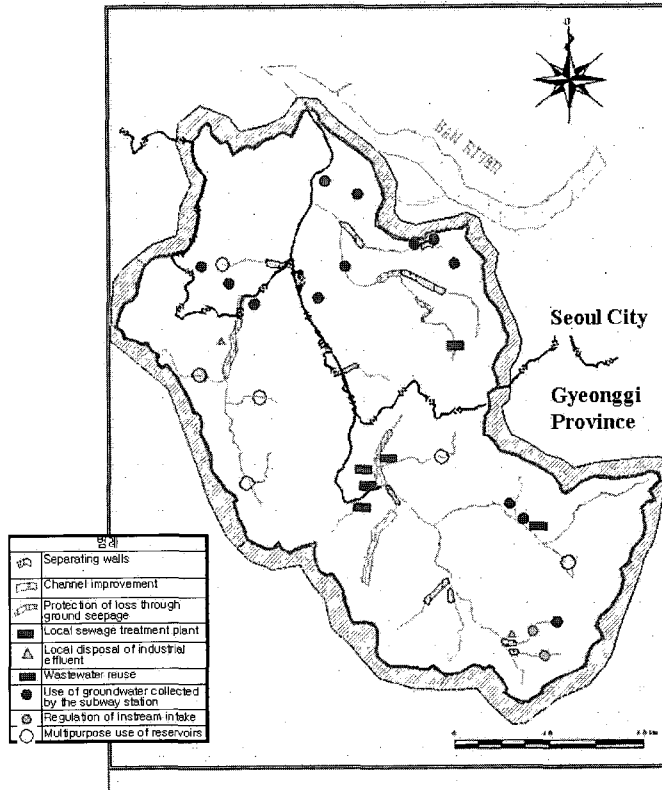 HAN RIVER
Seoul City
Gyeonggi
Province
범례
Separating walls
Channel improvement
Protection of loss through
ground seepage
Local sewage treatment plant
Local disposal of industrial
effluent
Wastewater reuse
Use of groundwater collected
by the subway station
Regulation of Instream intake
Multipurpose use of reservoirs